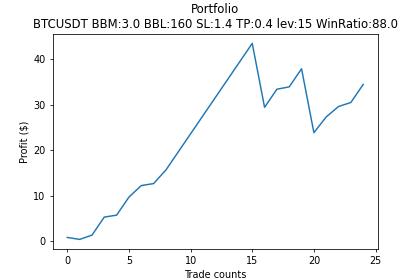 Portfolio
BTCUSDT BBM:3.0 BBL:160 SL:1.4 TP:0.4 lev:15 WinRatio:88.0
40
30
20
10
0
Profit ($)
0 5 10 15 20 25
Trade counts